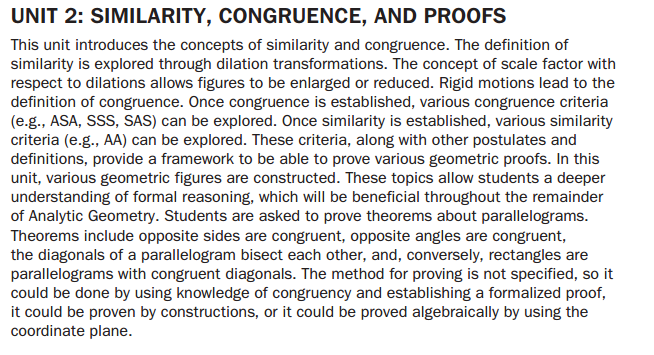 UNIT 2: SIMILARITY, CONGRUENCE, AND PROOFS
This unit introduces the concepts of similarity and congruence. The definition of
similarity is explored through dilation transformations. The concept of scale factor with
respect to dilations allows figures to be enlarged or reduced. Rigid motions lead to the
definition of congruence. Once congruence is established, various congruence criteria
(e.g., ASA, SSS, SAS) can be explored. Once similarity is established, various similarity
criteria (e.g., AA) can be explored. These criteria, along with other postulates and
definitions, provide a framework to be able to prove various geometric proofs. In this
unit, various geometric figures are constructed. These topics allow students a deeper
understanding of formal reasoning, which will be beneficial throughout the remainder
of Analytic Geometry. Students are asked to prove theorems about parallelograms.
Theorems include opposite sides are congruent, opposite angles are congruent,
the diagonals of a parallelogram bisect each other, and, conversely, rectangles are
parallelograms with congruent diagonals. The method for proving is not specified, so it
could be done by using knowledge of congruency and establishing a formalized proof,
it could be proven by constructions, or it could be proved algebraically by using the
coordinate plane.